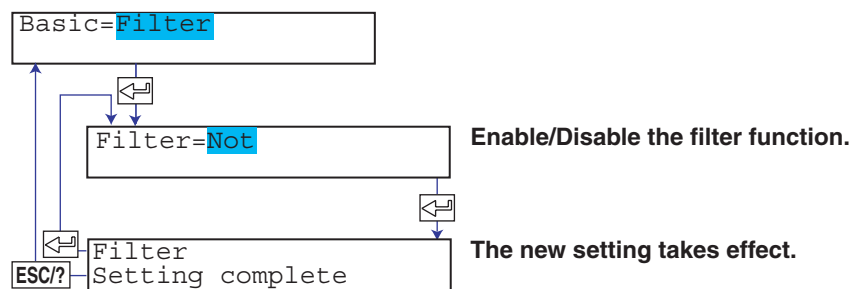 Basic=Filter
Filter=Not
Enable/Disable the filter function.
Filter
Setting complete
The new setting takes effect.
ESC/?